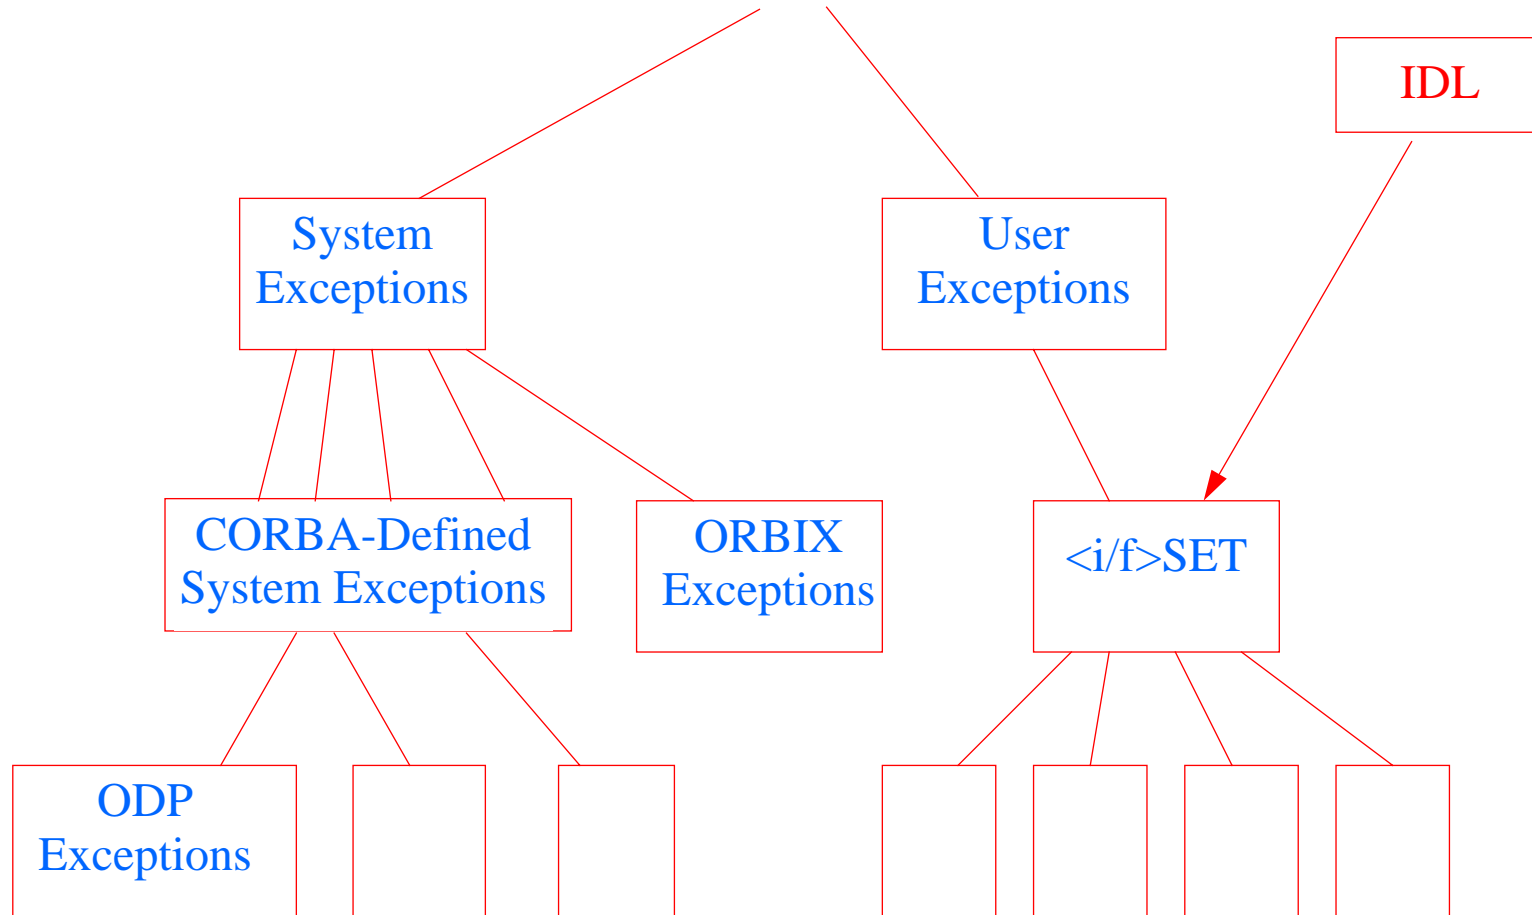 IDL
System
Exceptions
User
Exceptions
CORBA-Defined
System Exceptions
ORBIX
Exceptions
<i/f>SET
ODP
Exceptions